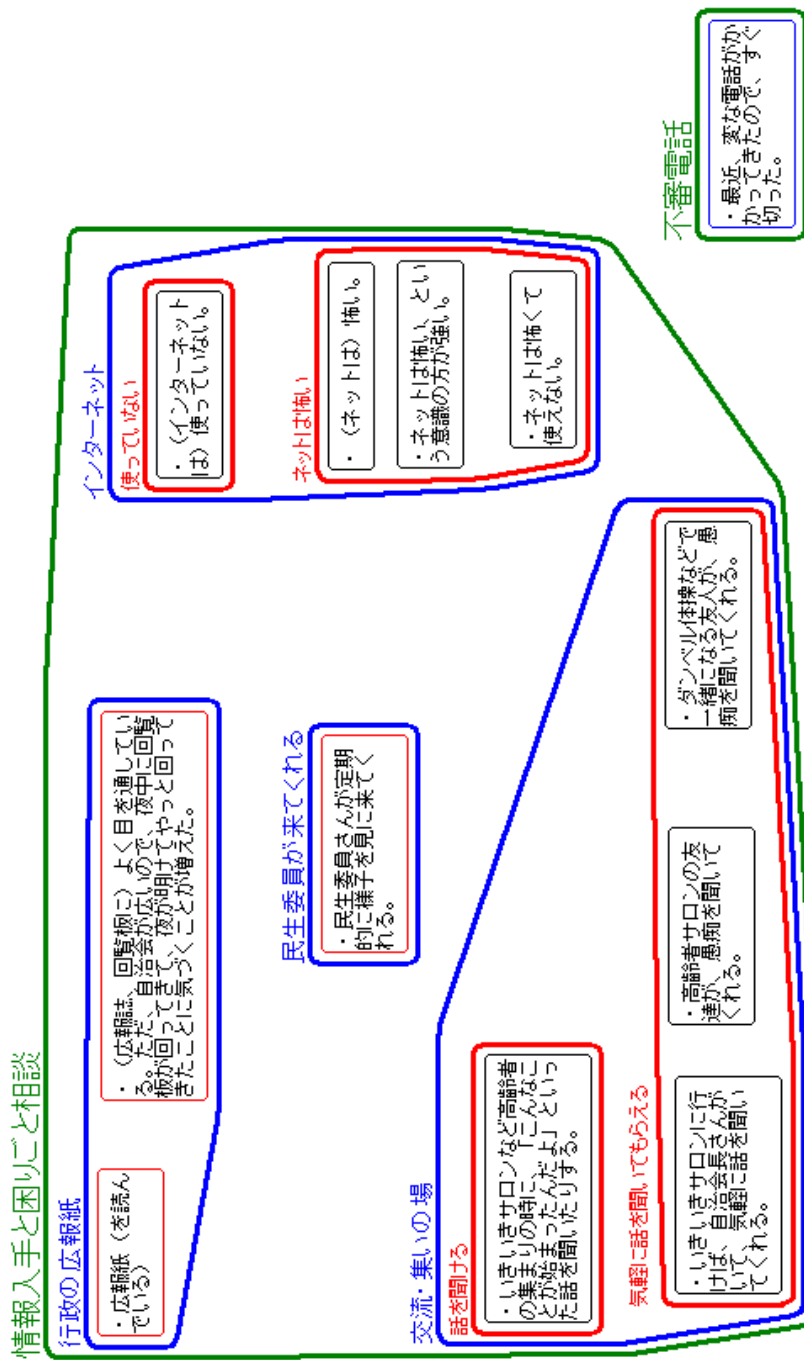 情報入手と困りごと相談
行政の広報紙
・広報紙（を読ん
でいる）
・（広報誌、回覧板に）よく目を通してい
る。ただ、自治会が広いので、夜中に回覧
板が回ってきて、夜が明けてやっと回って
きたことに気づくことが増えた。
民生委員が来てくれる
・民生委員さんが定期
的に様子を見に来てく
れる。
交流・集いの場
話を聞ける
・いきいきサロンなど高齢者
の集まりの時に、「こんなこ
とが始まったんだよ」といっ
た話を聞いたりする。
気軽に話を聞いてもらえる
・いきいきサロンに行
けば、自治会長さんが
いて、気軽に話を聞い
てくれる。
・高齢者サロンの友
達が、愚痴を聞いて
くれる。
・ダンベル体操などで
一緒になる友人が、愚
痴を聞いてくれる。
インターネット
使っていない
・（インターネット
は）使っていない。
ネットは怖い
・（ネットは）怖い。
・ネットは怖い、とい
う意識の方が強い。
・ネットは怖くて
使えない。
不審電話
・最近、変な電話がか
かってきたので、すぐ
切った。